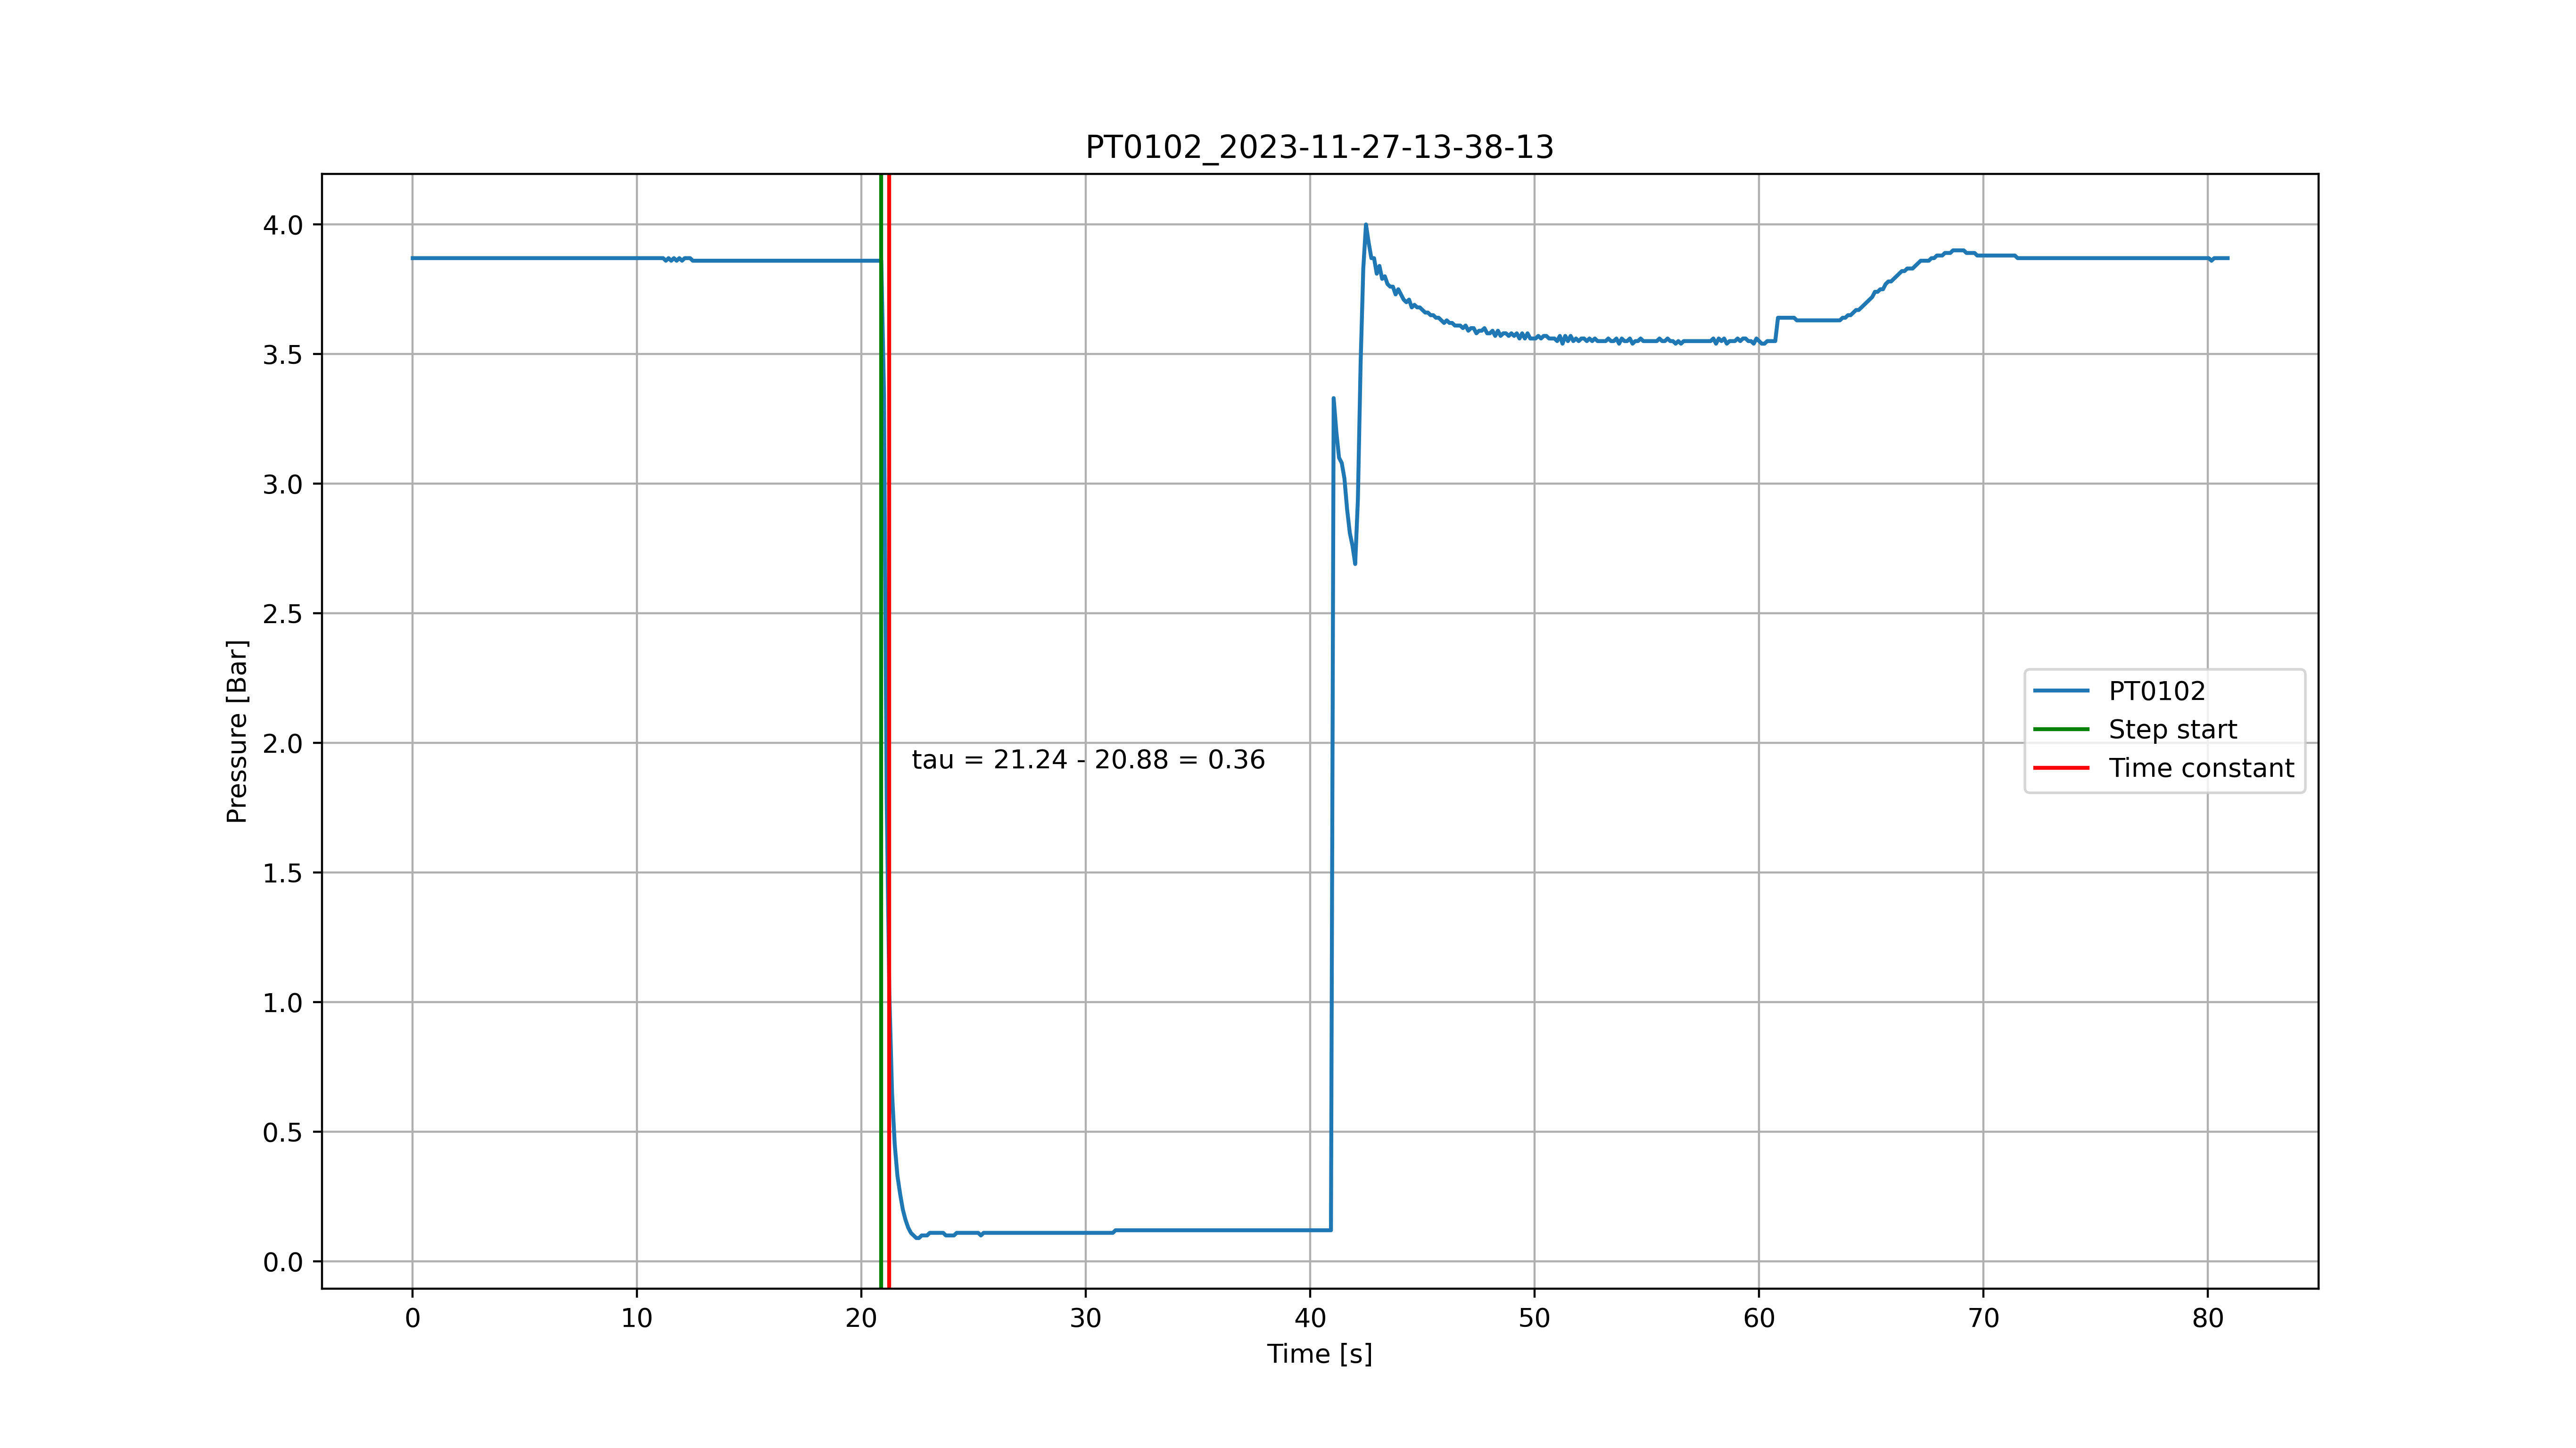 PT0102_2023-11-27-13-38-13
4.0
3.5
3.0
2.5
2.0
1.5
1.0
0.5
0.0
Pressure [Bar]
tau = 21.24 - 20.88 = 0.36
PT0102
Step start
Time constant
0 10 20 30 40 50 60 70 80
Time [s]